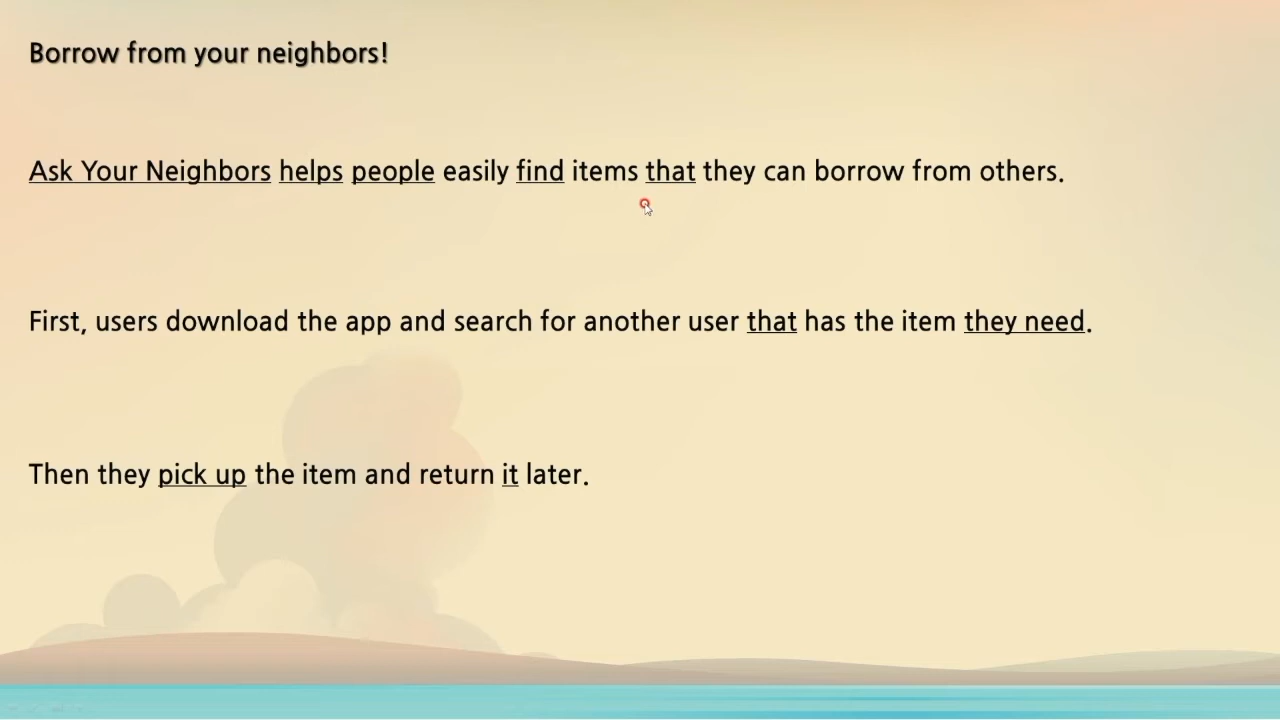 Borrow from your neighbors!
Ask Your Neighbors helps people easily find items that they can borrow from others.
First, users download the app and search for another user that has the item they need.
Then they pick up the item and return it later.